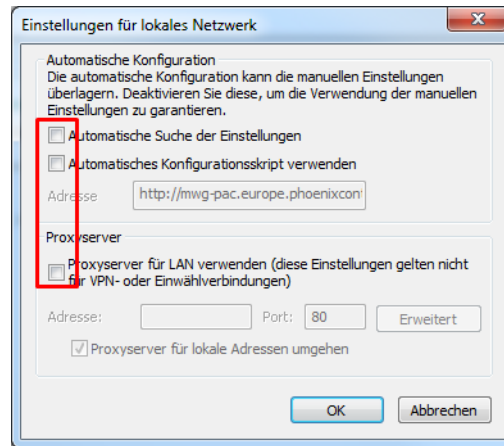 Einstellungen für lokales Netzwerk
Automatische Konfiguration
Die automatische Konfiguration kann die manuellen Einstellungen
überlagern. Deaktivieren Sie diese, um die Verwendung der manuellen
Einstellungen zu garantieren.
Automatische Suche der Einstellungen
Automatisches Konfigurationsskript verwenden
Adresse http://mwg-pac.europe.phoenixcont
Proxyserver
Proxyserver für LAN verwenden (diese Einstellungen gelten nicht
für VPN- oder Einwählverbindungen)
Adresse: Port: 80 Erweitert
Proxyserver für lokale Adressen umgehen
OK Abbrechen